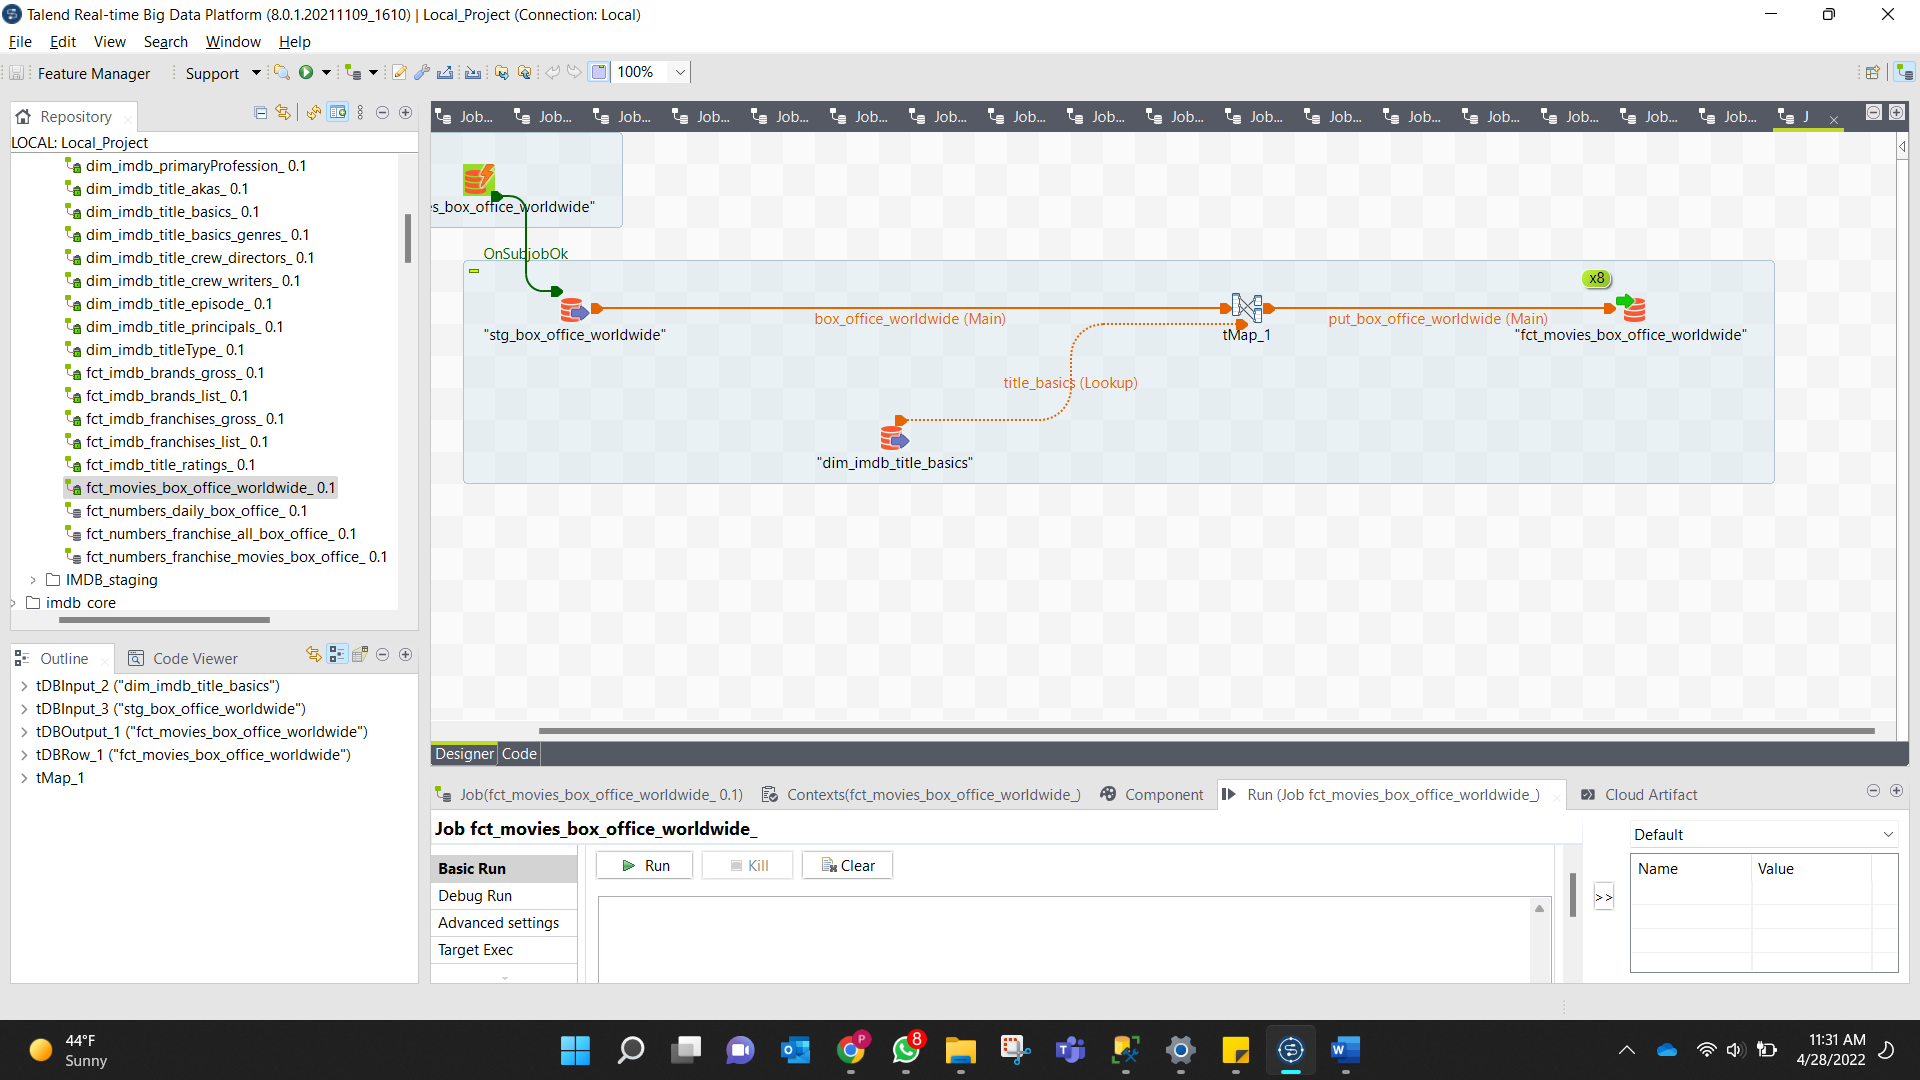 Talend Real-time Big Data Platform (8.0.1.20211109_1610) | Local_Project (Connection: Local)
File Edit View Search Window Help
Feature Manager Support 100%
Repository
LOCAL: Local_Project
dim_imdb_primaryProfession_ 0.1
dim_imdb_title_akas_ 0.1
dim_imdb_title_basics_ 0.1
dim_imdb_title_basics_genres_ 0.1
dim_imdb_title_crew_directors_ 0.1
dim_imdb_title_crew_writers_ 0.1
dim_imdb_title_episode_ 0.1
dim_imdb_title_principals_ 0.1
dim_imdb_titleType_ 0.1
fct_imdb_brands_gross_ 0.1
fct_imdb_brands_list_ 0.1
fct_imdb_franchises_gross_ 0.1
fct_imdb_franchises_list_ 0.1
fct_imdb_title_ratings_ 0.1
fct_movies_box_office_worldwide_ 0.1
fct_numbers_daily_box_office_ 0.1
fct_numbers_franchise_all_box_office_ 0.1
fct_numbers_franchise_movies_box_office_ 0.1
IMDB_staging
imdb core
Outline Code Viewer
tDBInput_2 ("dim_imdb_title_basics")
tDBInput_3 ("stg_box_office_worldwide")
tDBOutput_1 ("fct_movies_box_office_worldwide")
tDBRow_1 ("fct_movies_box_office_worldwide")
tMap_1
Job... Job... Job... Job... Job... Job... Job... Job... Job... Job... Job... Job... Job... Job... Job... Job... Job... J
s_box_office_worldwide"
OnSubjobOk
x8
box_office_worldwide (Main)
put_box_office_worldwide (Main)
"stg_box_office_worldwide"
tMap_1
"fct_movies_box_office_worldwide"
title_basics (Lookup)
"dim_imdb_title_basics"
Designer Code
Job(fct_movies_box_office_worldwide_ 0.1) Contexts(fct_movies_box_office_worldwide_) Component Run (Job fct_movies_box_office_worldwide_) Cloud Artifact
Job fct_movies_box_office_worldwide_
Basic Run
Debug Run
Advanced settings
Target Exec
Run Kill Clear
>>
Default
Name Value
44°F
Sunny
P
8
11:31 AM
4/28/2022